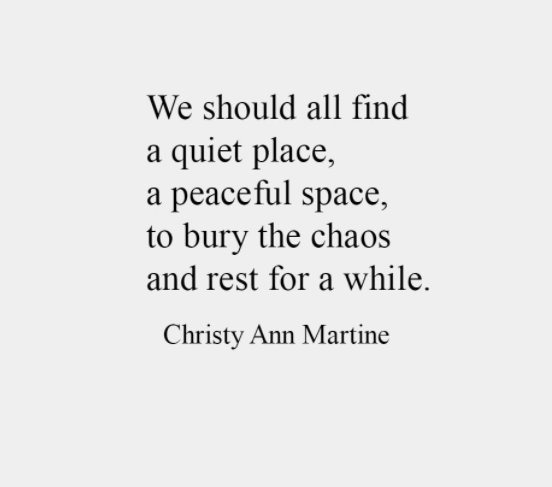 We should all find
a quiet place,
a peaceful space,
to bury the chaos
and rest for a while.
Christy Ann Martine